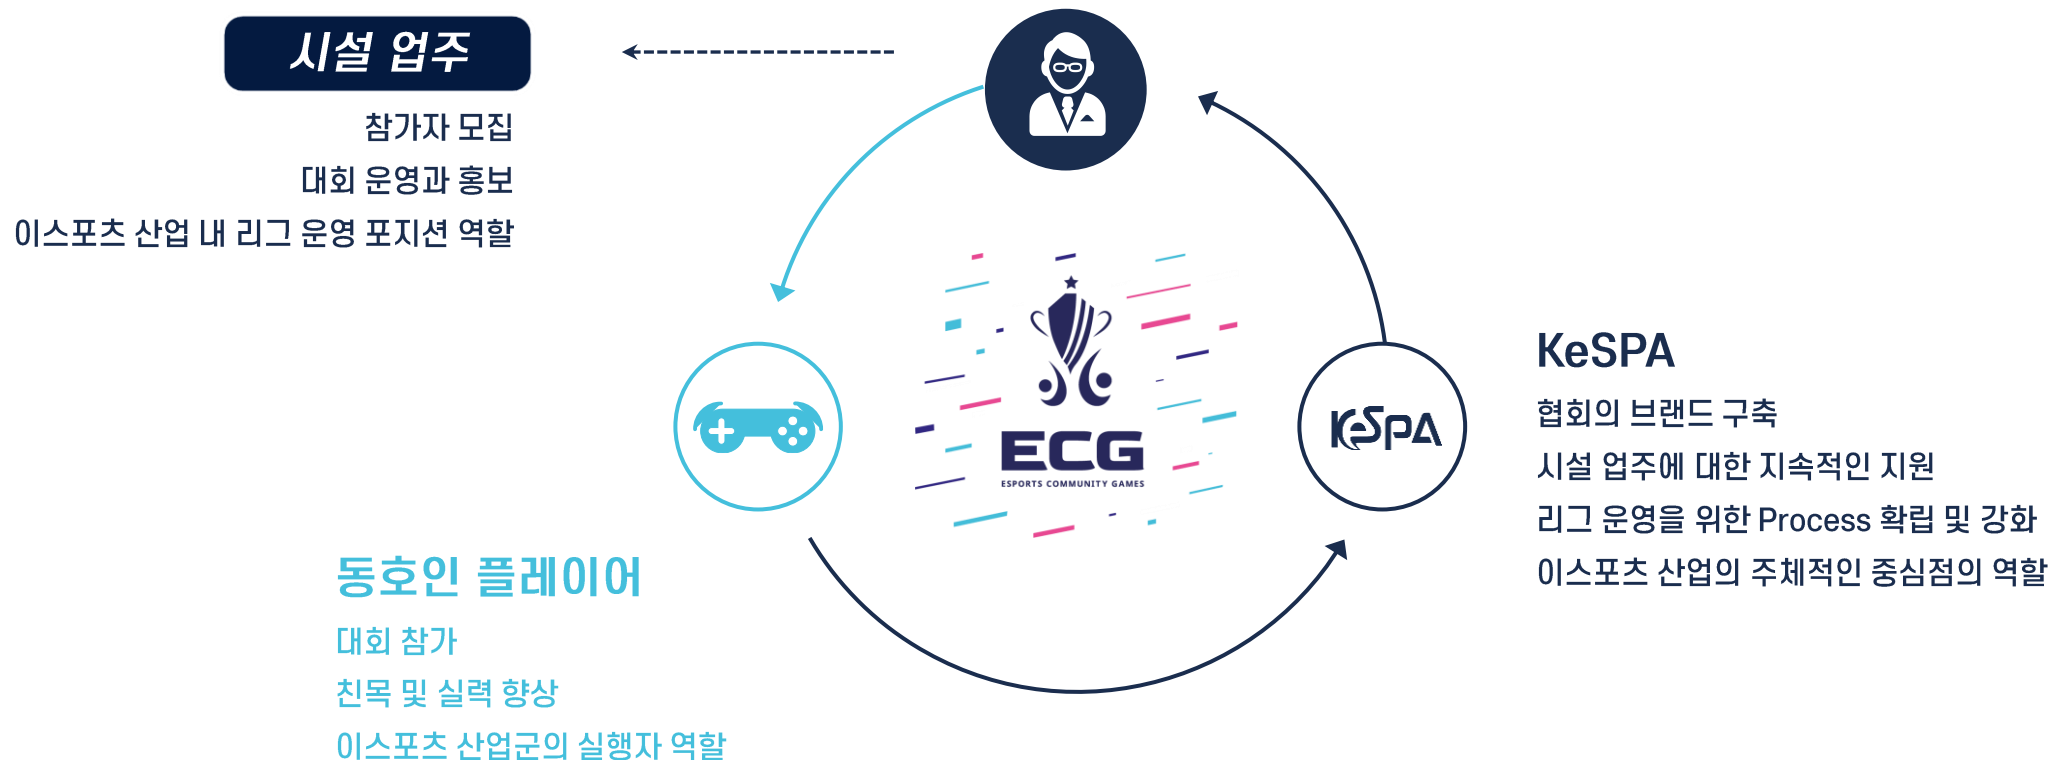 시설 업주
참가자 모집
대회 운영과 홍보
이스포츠 산업 내 리그 운영 포지션 역할
ECG
ESPORTS COMMUNITY GAMES
KeSPA
KeSPA
협회의 브랜드 구축
시설 업주에 대한 지속적인 지원
리그 운영을 위한 Process 확립 및 강화
이스포츠 산업의 주체적인 중심점의 역할
동호인 플레이어
대회 참가
친목 및 실력 향상
이스포츠 산업군의 실행자 역할